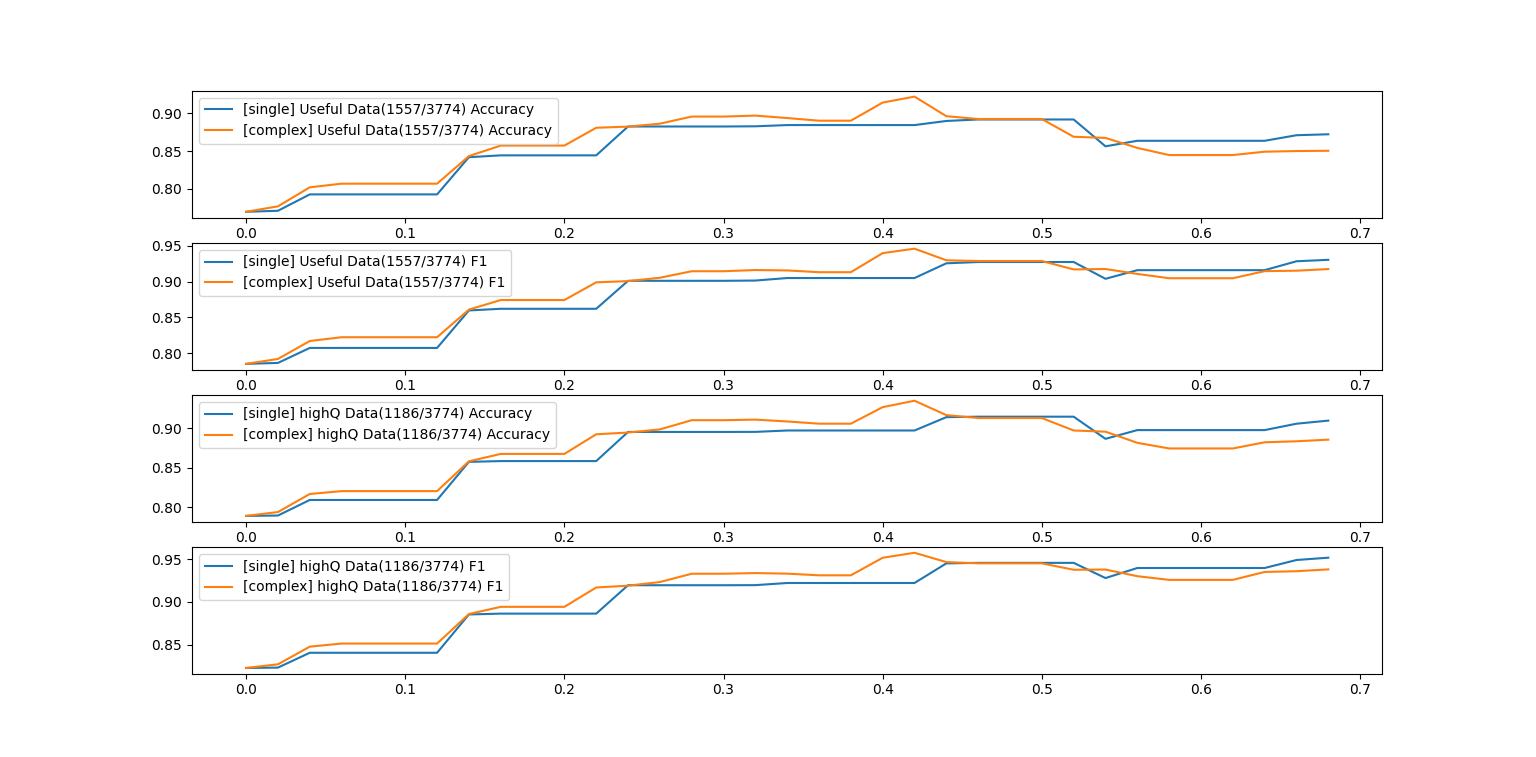 [single] Useful Data(1557/3774) Accuracy
[complex] Useful Data(1557/3774) Accuracy
0.90
0.85
0.80
0.0 0.1 0.2 0.3 0.4 0.5 0.6 0.7
[single] Useful Data(1557/3774) F1
[complex] Useful Data(1557/3774) F1
0.95
0.90
0.85
0.80
0.0 0.1 0.2 0.3 0.4 0.5 0.6 0.7
[single] highQ Data(1186/3774) Accuracy
[complex] highQ Data(1186/3774) Accuracy
0.90
0.85
0.80
0.0 0.1 0.2 0.3 0.4 0.5 0.6 0.7
[single] highQ Data(1186/3774) F1
[complex] highQ Data(1186/3774) F1
0.95
0.90
0.85
0.0 0.1 0.2 0.3 0.4 0.5 0.6 0.7